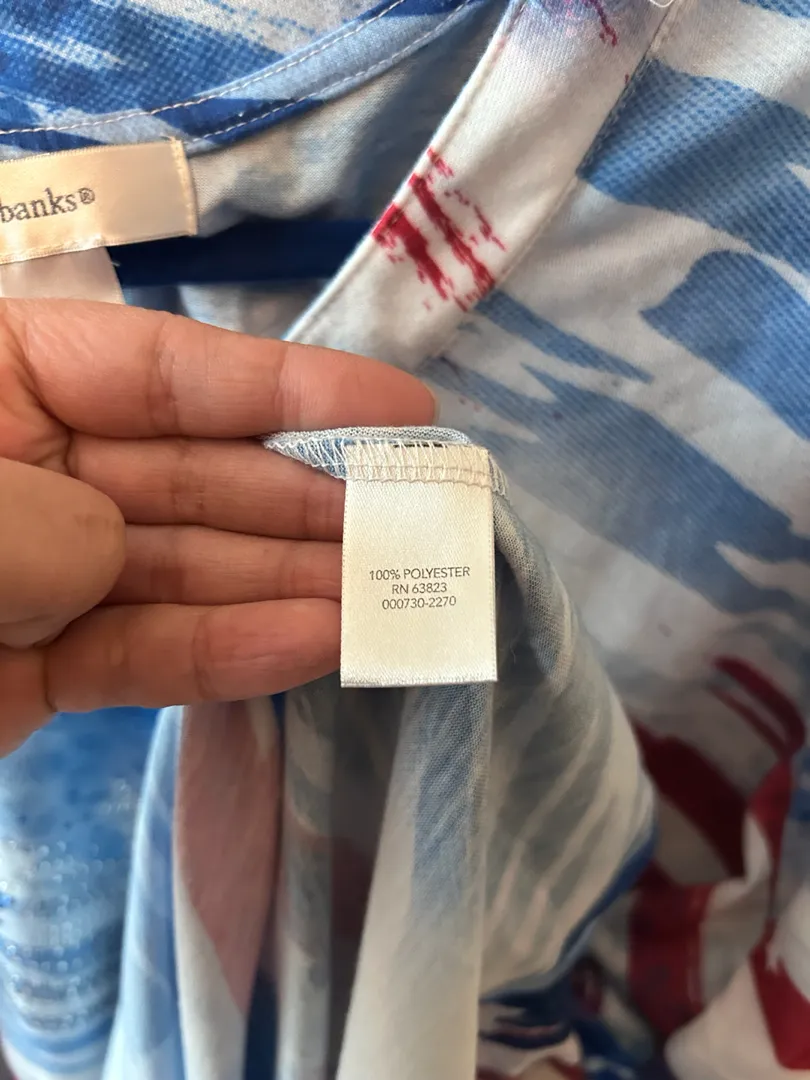 banks®
100% POLYESTER
RN 63823
000730-2270